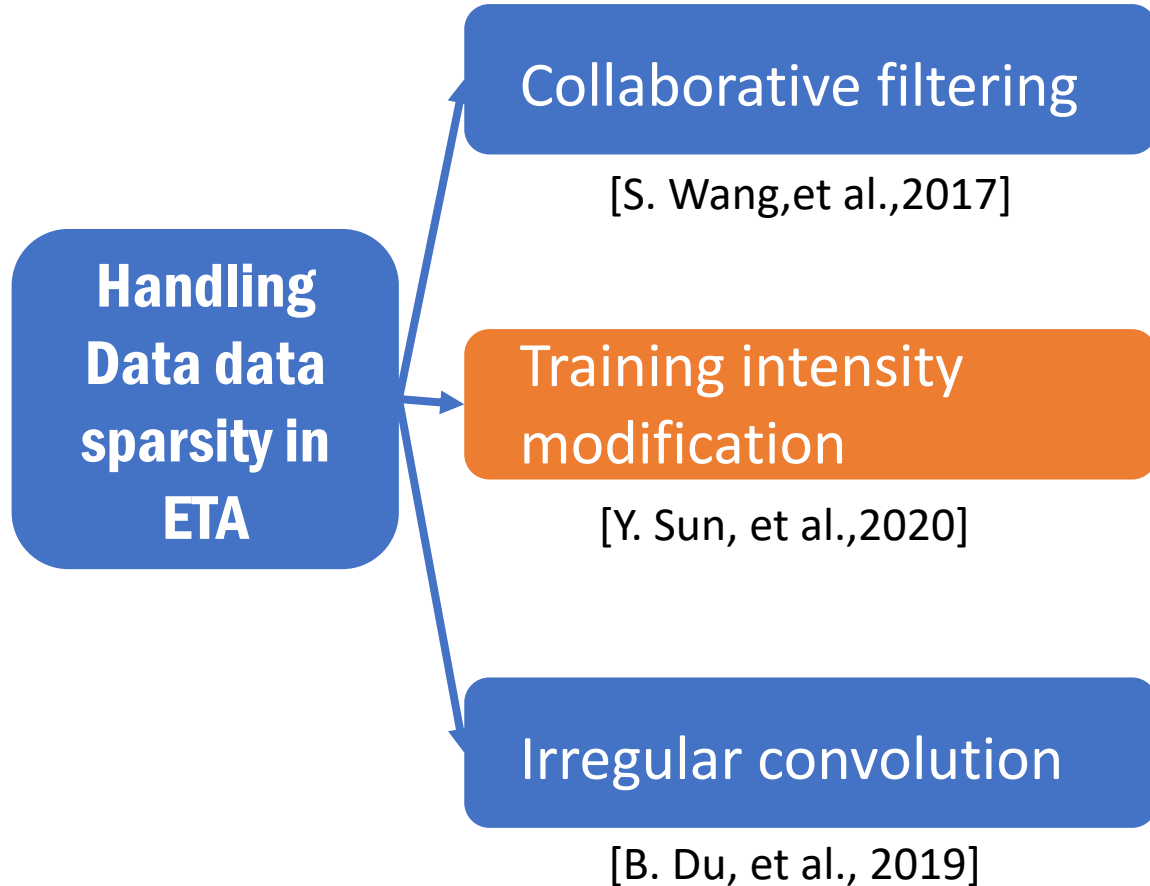 Handling
Data data
sparsity in
ETA
Collaborative filtering
[S. Wang,et al.,2017]
Training intensity
modification
[Y. Sun, et al.,2020]
Irregular convolution
[B. Du, et al., 2019]